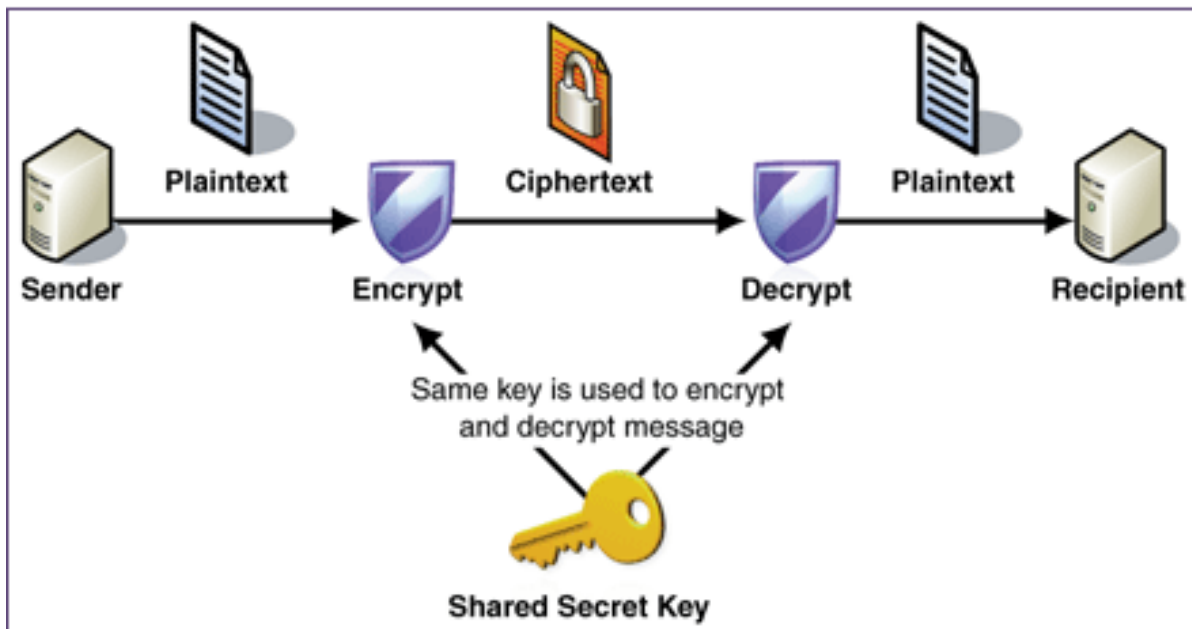 Plaintext
Ciphertext
Plaintext
Sender
Encrypt
Decrypt
Recipient
Same key is used to encrypt
and decrypt message
Shared Secret Key